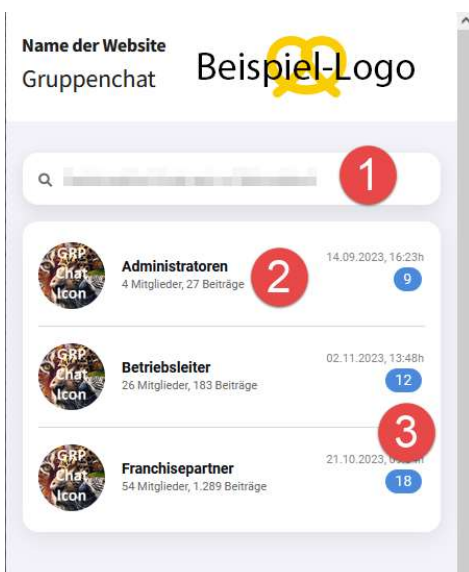 Name der Website
Gruppenchat
Beispiel-Logo
1
GRP
Chat
Icon
Administratoren
4 Mitglieder, 27 Beiträge
2
14.09.2023, 16:23h
9
GRP
Chat
Icon
Betriebsleiter
26 Mitglieder, 183 Beiträge
02.11.2023, 13:48h
12
3
GRP
Chat
Icon
Franchisepartner
54 Mitglieder, 1.289 Beiträge
21.10.2023,
18